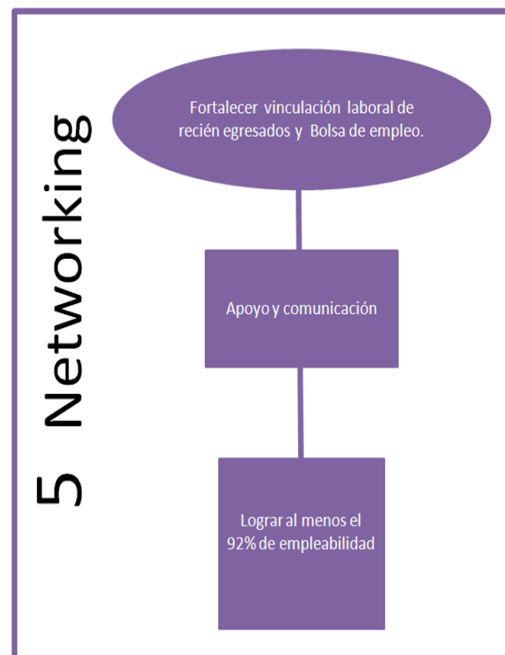 5 Networking
Fortalecer vinculación laboral de
recién egresados y Bolsa de empleo.
Apoyo y comunicación
Lograr al menos el
92% de empleabilidad